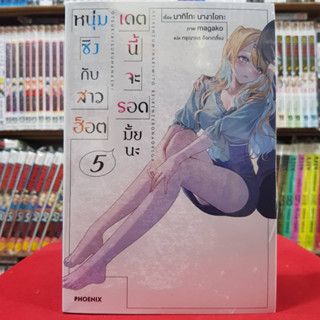 หนุ่มซิงกับสาวฮ็อต
เดตนี้จะรอดมั้ยนะ
5
เรื่อง มากิโกะ นางาโอกะ
ภาพ magako
PHOENIX